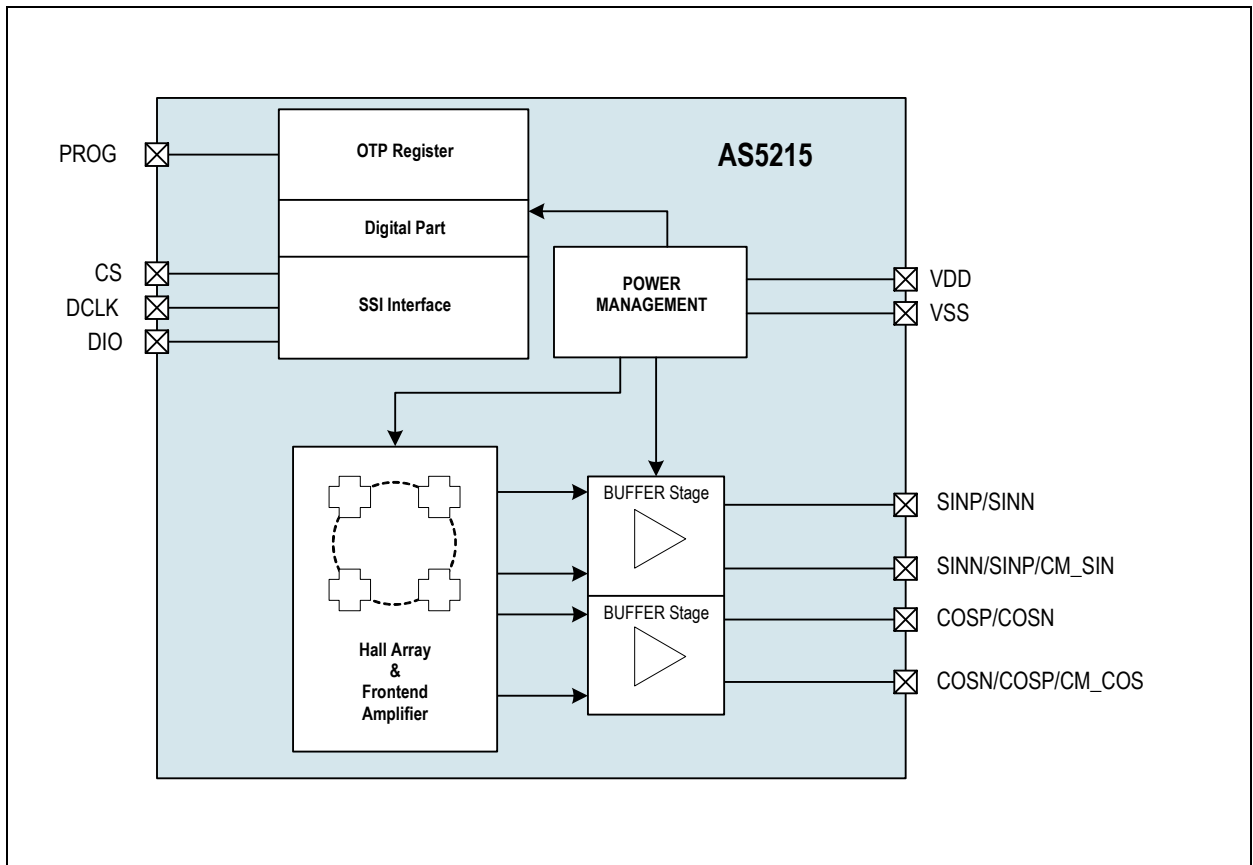 OTP Register
AS5215
PROG
Digital Part
CS
DCLK
DIO
SSI Interface
POWER
MANAGEMENT
VDD
VSS
BUFFER Stage
SINP/SINN
SINN/SINP/CM_SIN
BUFFER Stage
COSP/COSN
COSN/COSP/CM_COS
Hall Array
&
Frontend
Amplifier